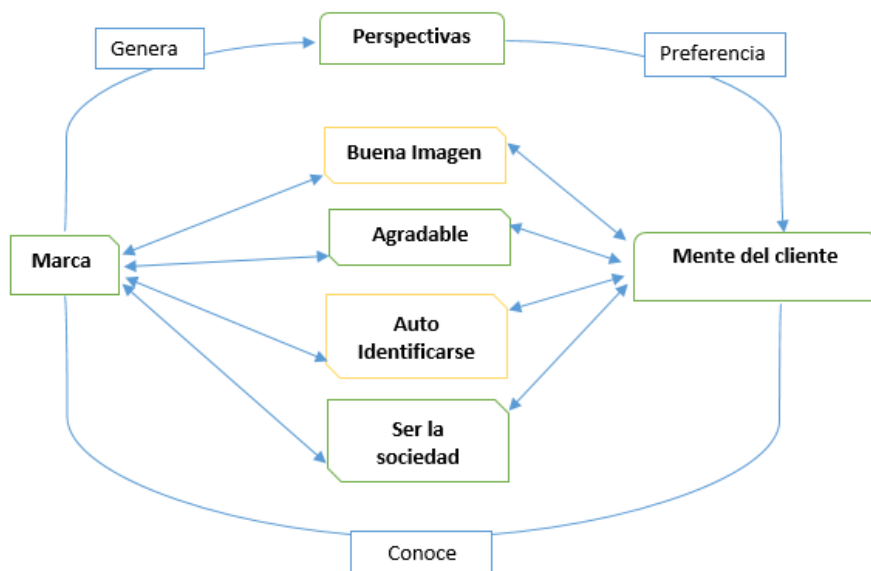 Perspectivas
Genera
Preferencia
Buena Imagen
Agradable
Marca
Mente del cliente
Auto
Identificarse
Ser la
sociedad
Conoce